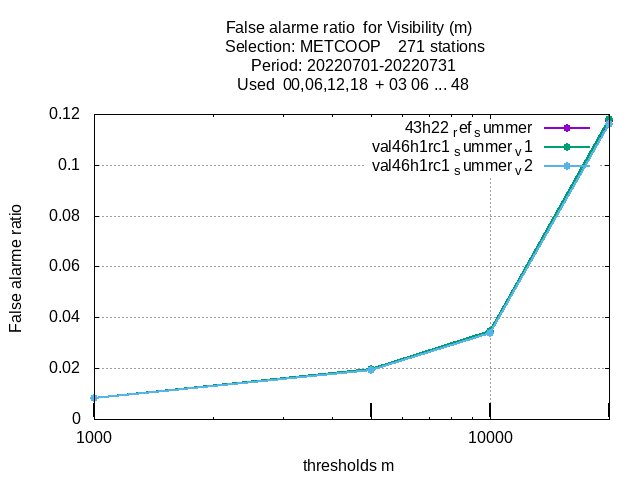 False alarme ratio for Visibility (m)
Selection: METCOOP 271 stations
Period: 20220701-20220731
Used 00,06,12,18 + 03 06 ... 48
0.12
0.1
0.08
0.06
0.04
0.02
0
43h22 ref summer
val46h1rc1 summer v1
val46h1rc1 summer v2
False alarme ratio
1000
10000
thresholds m